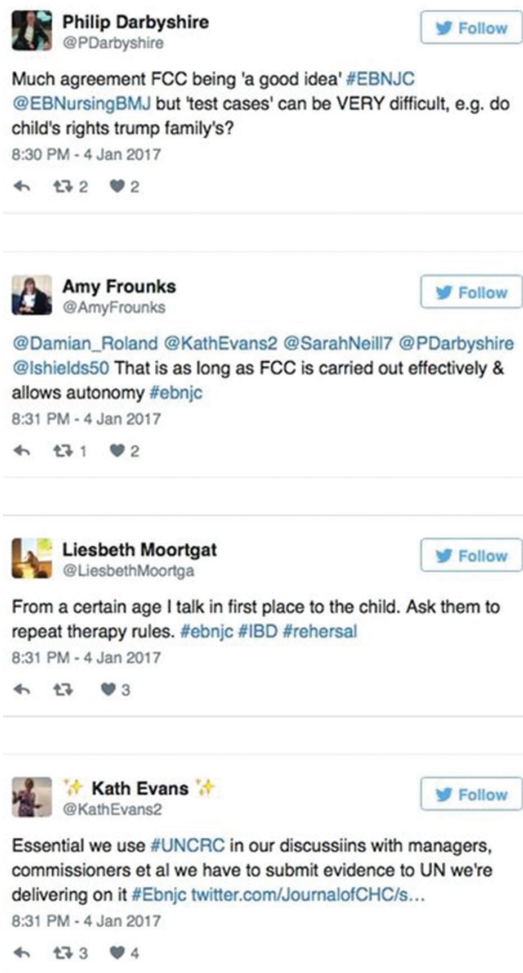 Philip Darbyshire
@PDarbyshire
Follow
Much agreement FCC being 'a good idea' #EBNJC
@EBNursingBMJ but 'test cases' can be VERY difficult, e.g. do
child's rights trump family's?
8:30 PM - 4 Jan 2017
2 2
Amy Frounks
@AmyFrounks
Follow
@Damian_Roland @KathEvans2 @SarahNeill7 @PDarbyshire
@lshields50 That is as long as FCC is carried out effectively &
allows autonomy #ebnjc
8:31 PM - 4 Jan 2017
1 2
Liesbeth Moortgat
@LiesbethMoortga
Follow
From a certain age I talk in first place to the child. Ask them to
repeat therapy rules. #ebnjc #IBD #rehersal
8:31 PM - 4 Jan 2017
3
✨ Kath Evans ✨
@KathEvans2
Follow
Essential we use #UNCRC in our discussiins with managers,
commissioners et al we have to submit evidence to UN we're
delivering on it #Ebnjc twitter.com/JournalofCHC/s...
8:31 PM - 4 Jan 2017
3 4